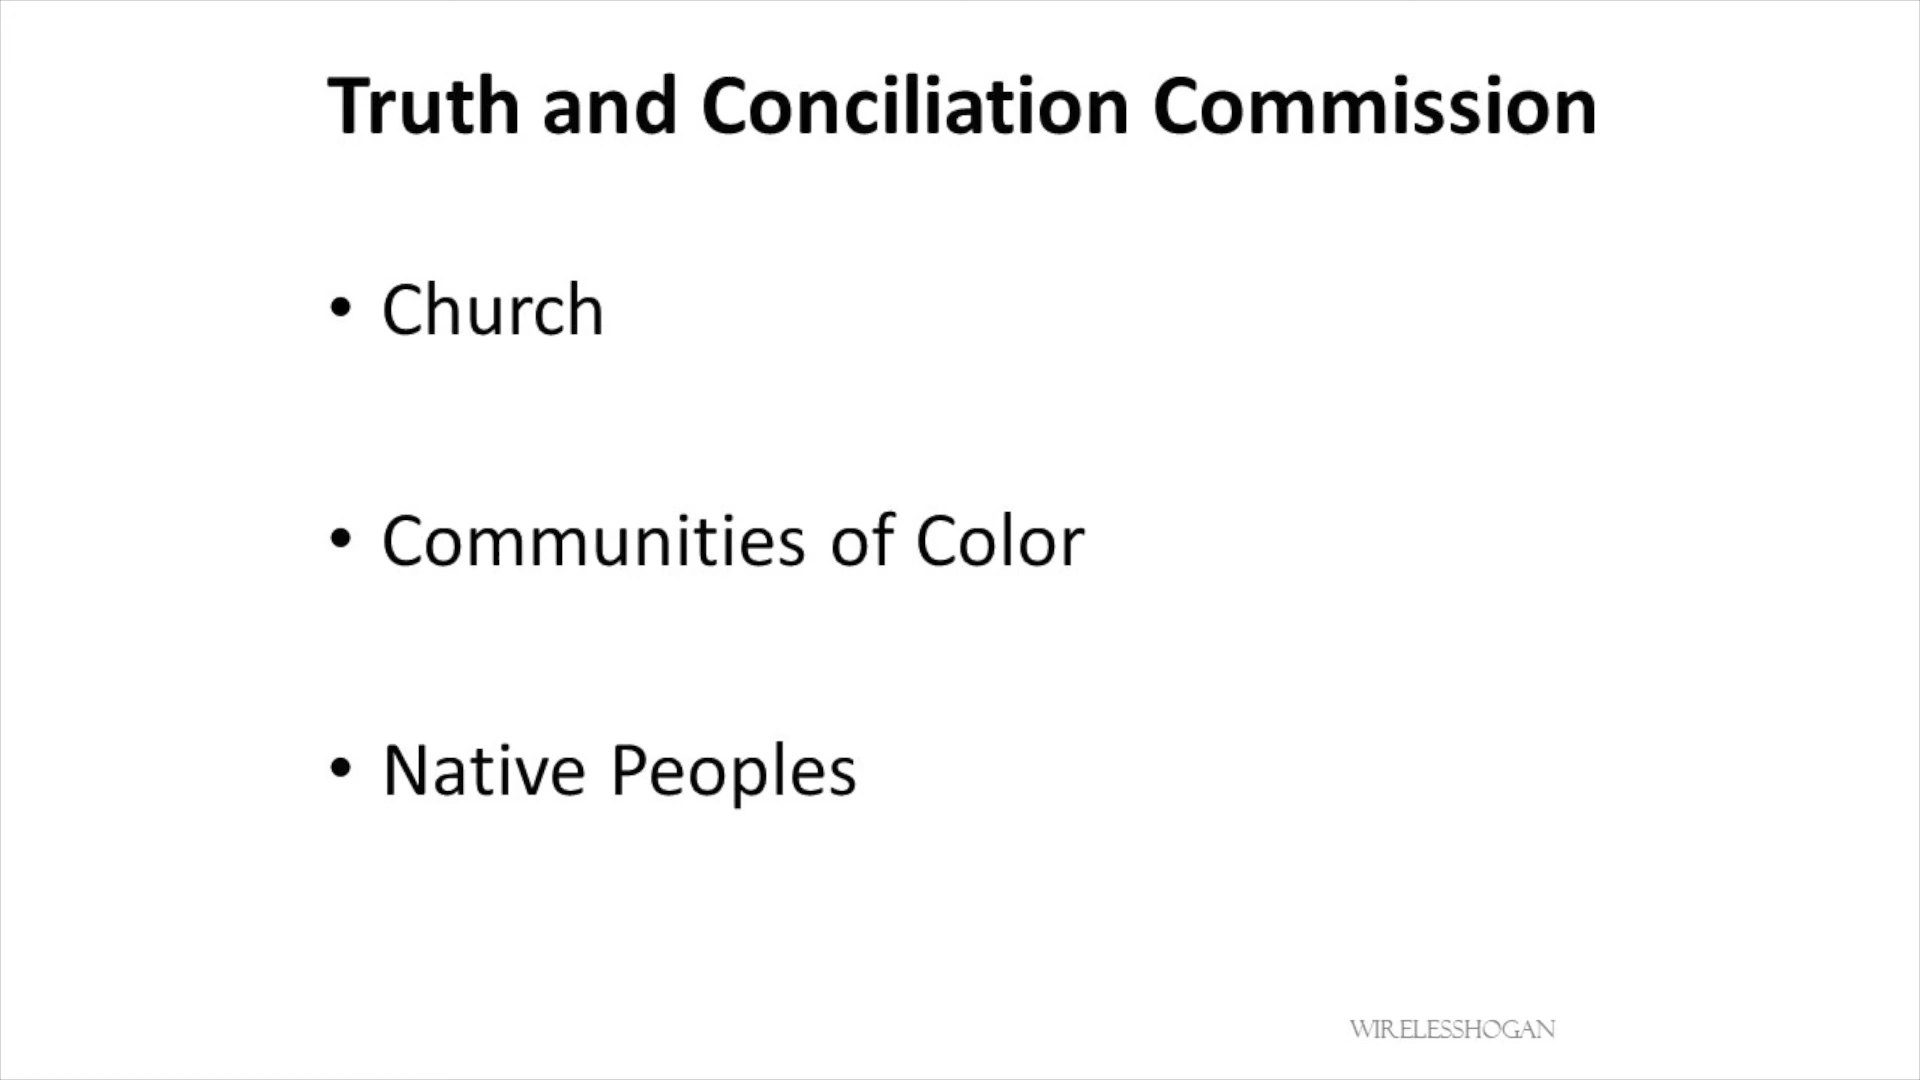 Truth and Conciliation Commission
• Church
• Communities of Color
• Native Peoples
WIRELESSHOGAN